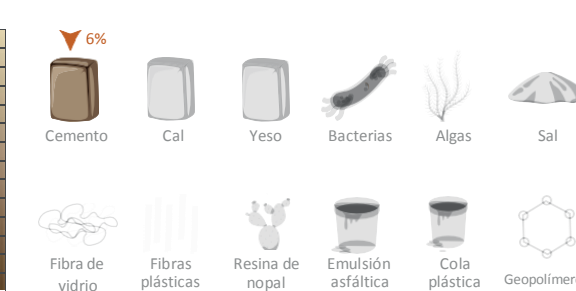 6%
Cemento Cal Yeso Bacterias Algas Sal
Fibra de vidrio Fibras plásticas Resina de nopal Emulsión asfáltica Cola plástica Geopolímer